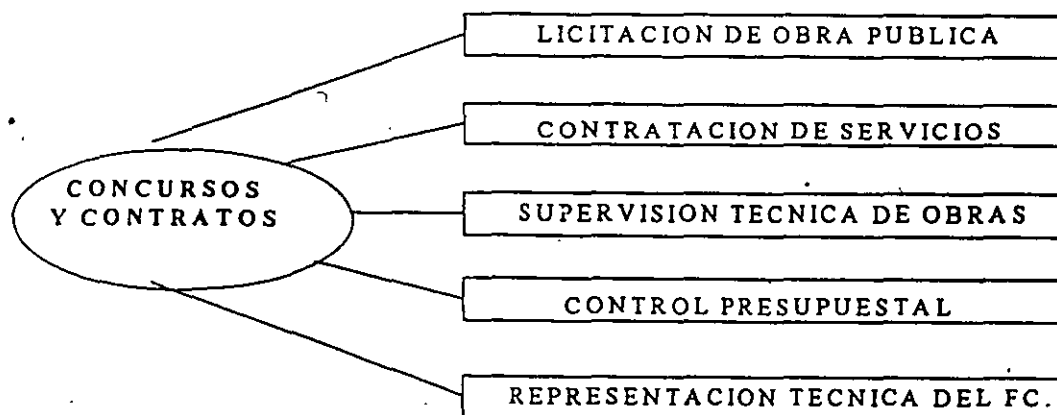 LICITACION DE OBRA PUBLICA
CONTRATACION DE SERVICIOS
CONCURSOS
Y CONTRATOS
SUPERVISION TECNICA DE OBRAS
CONTROL PRESUPUESTAL
REPRESENTACION TECNICA DEL FC.